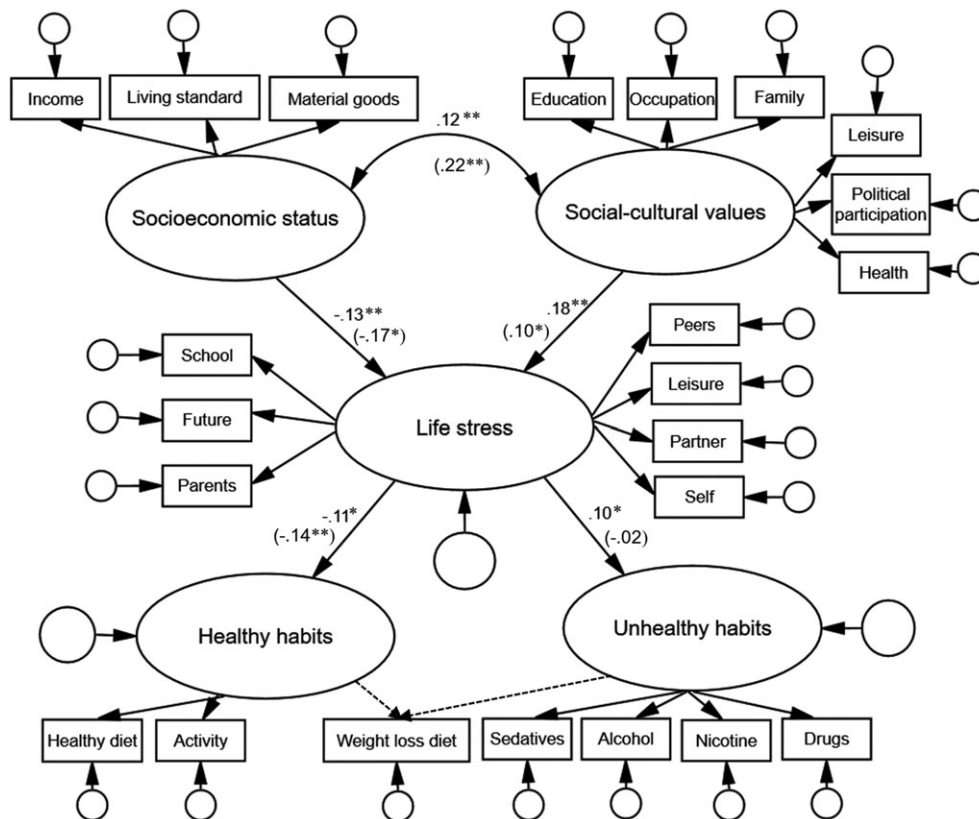 Income
Living standard
Material goods
Education
Occupation
Family
Leisure
.12**
(.22**)
Socioeconomic status
Social-cultural values
Political
participation
Health
-.13**
(-.17*)
.18**
(.10*)
School
Future
Parents
Life stress
Peers
Leisure
Partner
Self
-.11*
(-.14**)
.10*
(-.02)
Healthy habits
Unhealthy habits
Healthy diet
Activity
Weight loss diet
Sedatives
Alcohol
Nicotine
Drugs